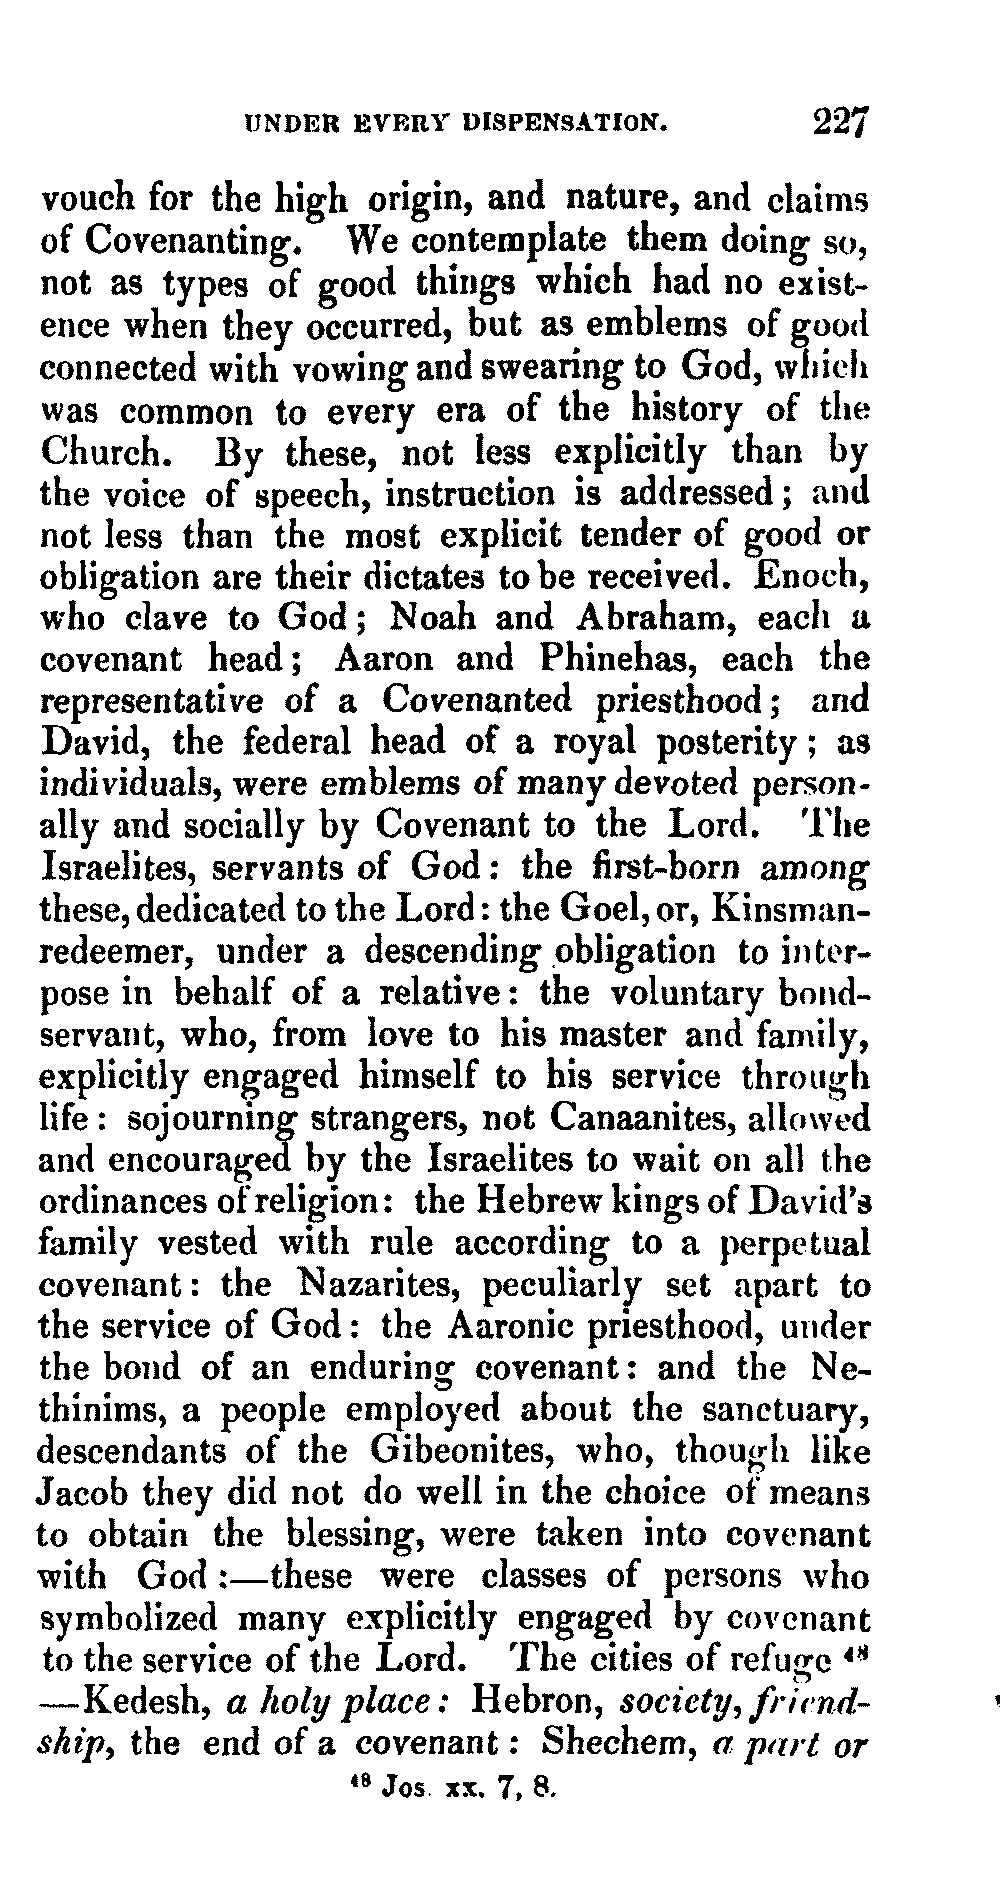 UNDER EVERY DISPENSATION. 227
vouch for the high origin, and nature, and claims
of Covenanting. We contemplate them doing so,
not as types of good things which had no exist-
ence when they occurred, but as emblems of good
connected with vowing and swearing to God, which
was common to every era of the history of the
Church. By these, not less explicitly than by
the voice of speech, instruction is addressed; and
not less than the most explicit tender of good or
obligation are their dictates to be received. Enoch,
who clave to God; Noah and Abraham, each a
covenant head; Aaron and Phinehas, each the
representative of a Covenanted priesthood; and
David, the federal head of a royal posterity; as
individuals, were emblems of many devoted person-
ally and socially by Covenant to the Lord. The
Israelites, servants of God: the first-born among
these, dedicated to the Lord: the Goel, or, Kinsman-
redeemer, under a descending obligation to inter-
pose in behalf of a relative: the voluntary bond-
servant, who, from love to his master and family,
explicitly engaged himself to his service through
life: sojourning strangers, not Canaanites, allowed
and encouraged by the Israelites to wait on all the
ordinances of religion: the Hebrew kings of David's
family vested with rule according to a perpetual
covenant: the Nazarites, peculiarly set apart to
the service of God: the Aaronic priesthood, under
the bond of an enduring covenant: and the Ne-
thinims, a people employed about the sanctuary,
descendants of the Gibeonites, who, though like
Jacob they did not do well in the choice of means
to obtain the blessing, were taken into covenant
with God:—these were classes of persons who
symbolized many explicitly engaged by covenant
to the service of the Lord. The cities of refuge 48
—Kedesh, a holy place: Hebron, society, friend-
ship, the end of a covenant: Shechem, a part or
48 Jos. xx. 7, 8.